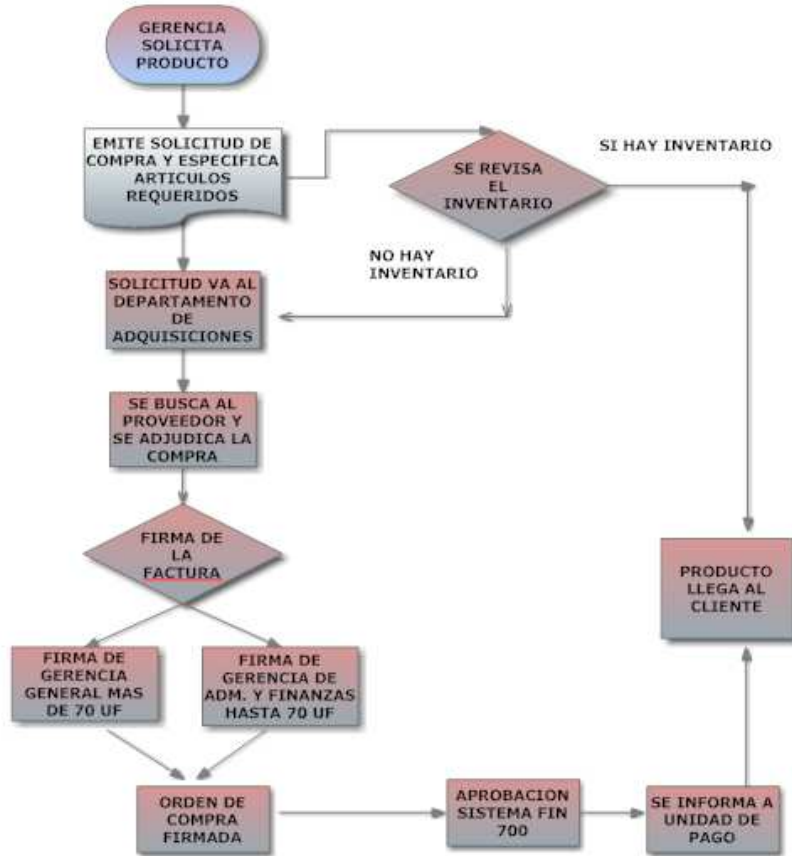 GERENCIA
SOLICITA
PRODUCTO
EMITE SOLICITUD DE
COMPRA Y ESPECIFICA
ARTICULOS
REQUERIDOS
SE REVISA
EL
INVENTARIO
SI HAY INVENTARIO
NO HAY
INVENTARIO
SOLICITUD VA AL
DEPARTAMENTO
DE
ADQUISICIONES
SE BUSCA AL
PROVEEDOR Y
SE ADJUDICA LA
COMPRA
FIRMA DE
LA
FACTURA
FIRMA DE
GERENCIA
GENERAL MAS
DE 70 UF
FIRMA DE
GERENCIA DE
ADM. Y FINANZAS
HASTA 70 UF
ORDEN DE
COMPRA
FIRMADA
APROBACION
SISTEMA FIN
700
SE INFORMA A
UNIDAD DE
PAGO
PRODUCTO
LLEGA AL
CLIENTE